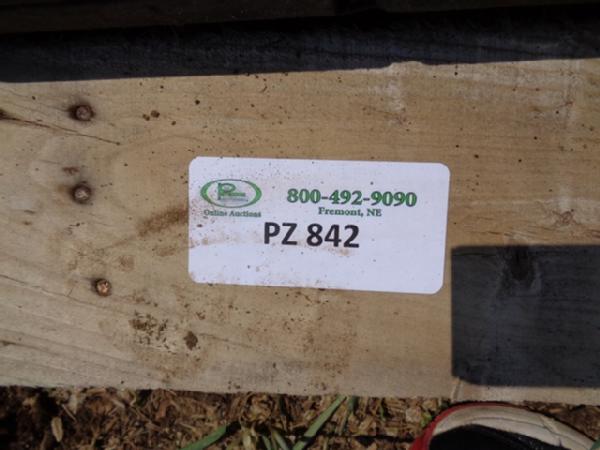 800-492-9090
Fremont, NE
Online Auctions
PZ 842